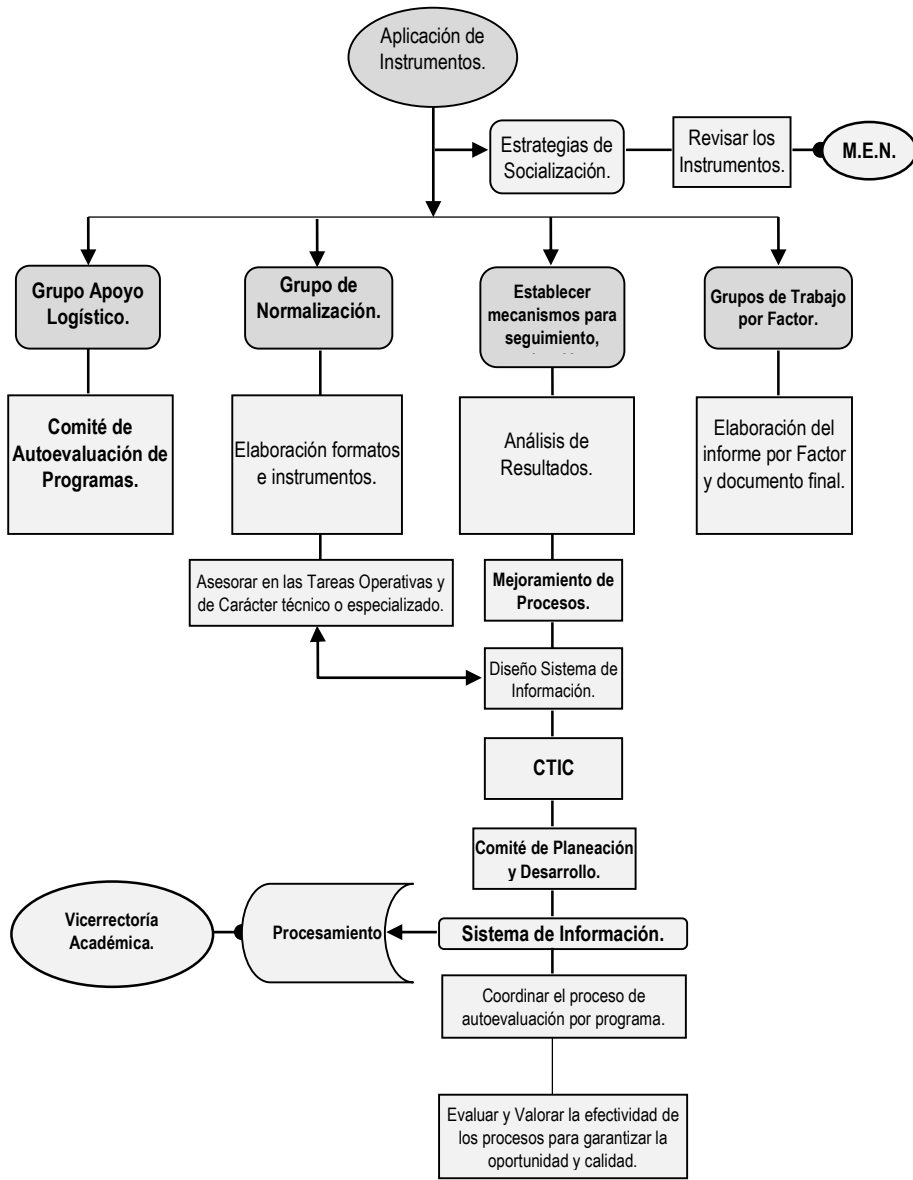 Aplicación de
Instrumentos.
Estrategias de
Socialización.
Revisar los
Instrumentos.
M.E.N.
Grupo Apoyo
Logístico.
Grupo de
Normalización.
Establecer
mecanismos para
seguimiento,
Grupos de Trabajo
por Factor.
Comité de
Autoevaluación de
Programas.
Elaboración formatos
e instrumentos.
Análisis de
Resultados.
Elaboración del
informe por Factor
y documento final.
Asesorar en las Tareas Operativas y
de Carácter técnico o especializado.
Mejoramiento de
Procesos.
Diseño Sistema de
Información.
CTIC
Comité de Planeación
y Desarrollo.
Vicerrectoría
Académica.
Procesamiento
Sistema de Información.
Coordinar el proceso de
autoevaluación por programa.
Evaluar y Valorar la efectividad de
los procesos para garantizar la
oportunidad y calidad.